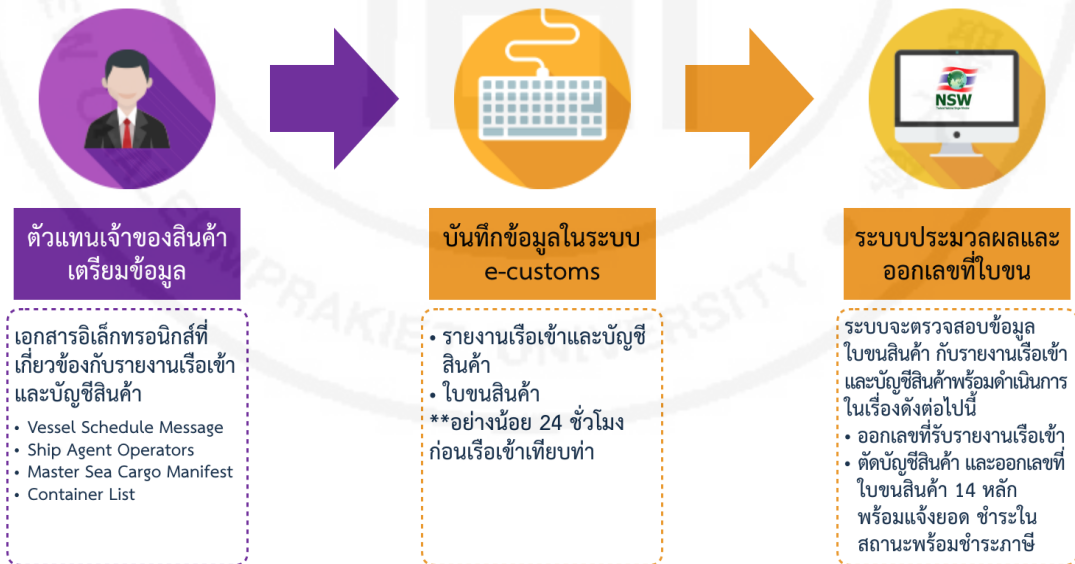 NSW
ตัวแทนเจ้าของสินค้า
เตรียมข้อมูล
เอกสารอิเล็กทรอนิกส์ที่
เกี่ยวข้องกับรายงานเรือเข้า
และบัญชีสินค้า
• Vessel Schedule Message
• Ship Agent Operators
• Master Sea Cargo Manifest
• Container List
บันทึกข้อมูลในระบบ
e-customs
• รายงานเรือเข้าและบัญชี
สินค้า
• ใบขนสินค้า
**อย่างน้อย 24 ชั่วโมง
ก่อนเรือเข้าเทียบท่า
ระบบประมวลผลและ
ออกเลขที่ใบขน
ระบบจะตรวจสอบข้อมูล
ใบขนสินค้า กับรายงานเรือเข้า
และบัญชีสินค้าพร้อมดำเนินการ
ในเรื่องดังต่อไปนี้
• ออกเลขที่รับรายงานเรือเข้า
• ตัดบัญชีสินค้า และออกเลขที่
ใบขนสินค้า 14 หลัก
พร้อมแจ้งยอด ชำระใน
สถานะพร้อมชำระภาษี